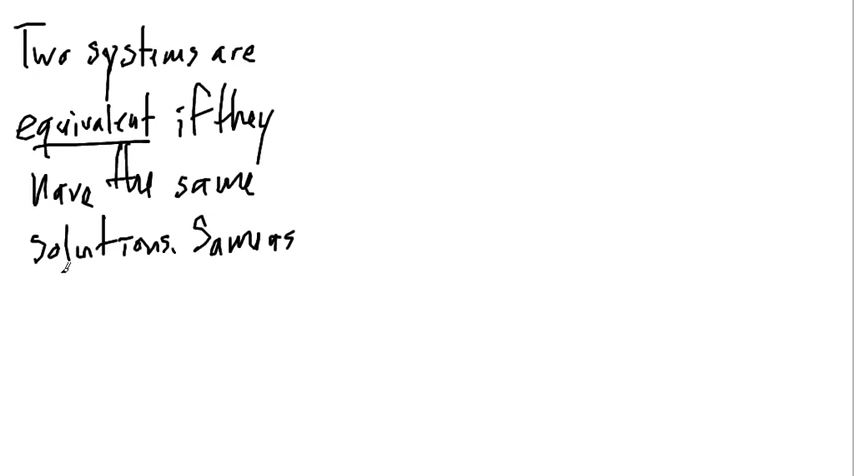 Two systems are
equivalent if they
have the same
solutions. Same as